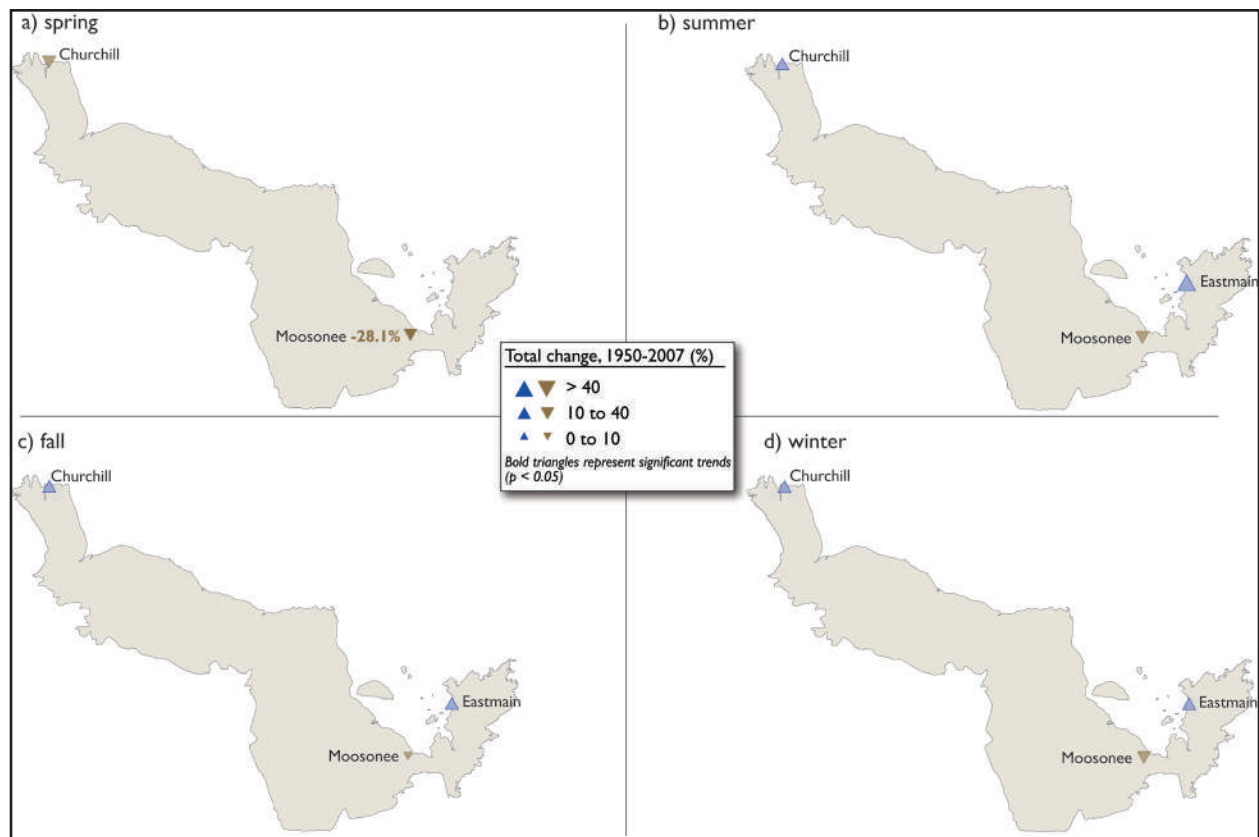 a) spring
Churchill
Moosonee -28.1%
b) summer
Churchill
Eastmain
Moosonee
Total change, 1950-2007 (%)
> 40
10 to 40
0 to 10
Bold triangles represent significant trends
(p < 0.05)
c) fall
Churchill
Eastmain
Moosonee
d) winter
Churchill
Eastmain
Moosonee